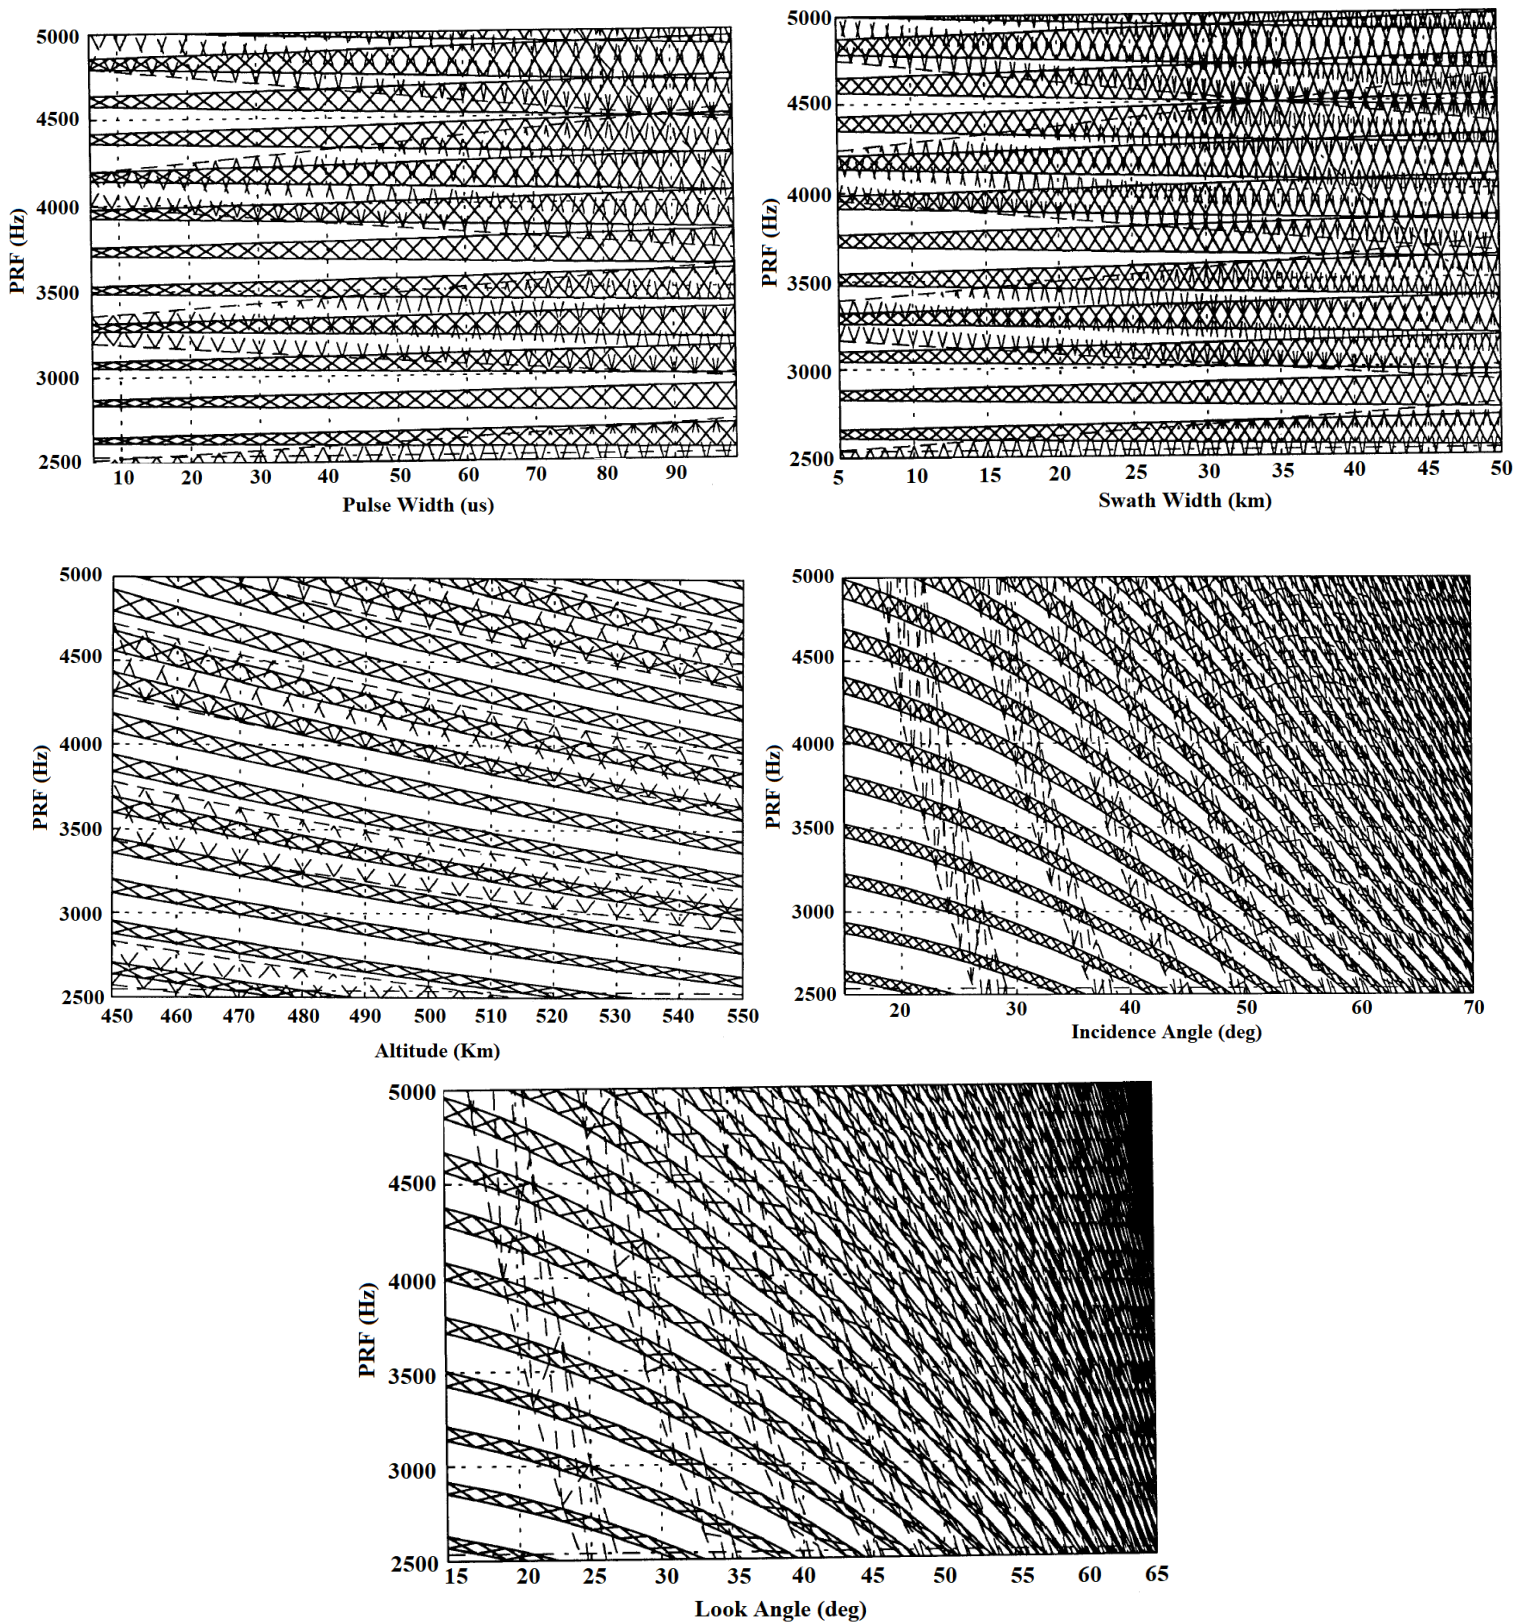 5000
4500
4000
3500
3000
2500
PRF (Hz)
10 20 30 40 50 60 70 80 90
Pulse Width (us)
5000
4500
4000
3500
3000
2500
PRF (Hz)
5 10 15 20 25 30 35 40 45 50
Swath Width (km)
5000
4500
4000
3500
3000
2500
PRF (Hz)
450 460 470 480 490 500 510 520 530 540 550
Altitude (Km)
5000
4500
4000
3500
3000
2500
PRF (Hz)
20 30 40 50 60 70
Incidence Angle (deg)
5000
4500
4000
3500
3000
2500
PRF (Hz)
15 20 25 30 35 40 45 50 55 60 65
Look Angle (deg)